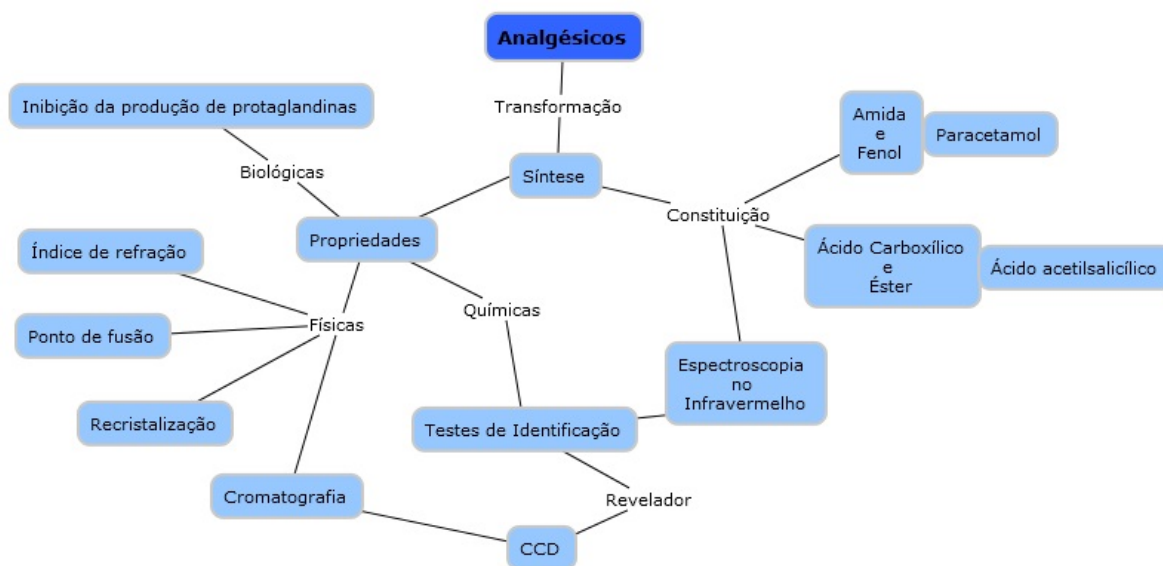 Analgésicos
Transformação
Inibição da produção de protaglandinas
Biológicas
Síntese
Amida
e
Fenol
Paracetamol
Constituição
Propriedades
Índice de refração
Ácido Carboxílico
e
Éster
Ácido acetilsalicílico
Químicas
Físicas
Ponto de fusão
Espectroscopia
no
Infravermelho
Recristalização
Testes de Identificação
Cromatografia
Revelador
CCD